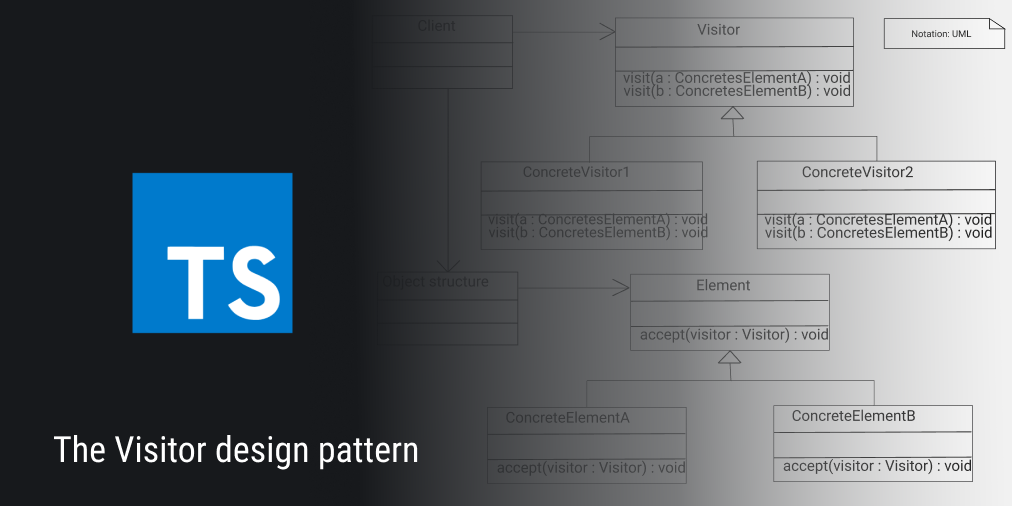 Client
Visitor
Notation: UML
visit(a : ConcretesElementA) : void
visit(b : ConcretesElementB) : void
ConcreteVisitor1
ConcreteVisitor2
visit(a : ConcretesElementA) : void
visit(b : ConcretesElementB) : void
visit(a : ConcretesElementA) : void
visit(b : ConcretesElementB) : void
TS
Object structure
Element
accept(visitor : Visitor) : void
ConcreteElementA
ConcreteElementB
accept(visitor : Visitor) : void
accept(visitor : Visitor) : void
The Visitor design pattern